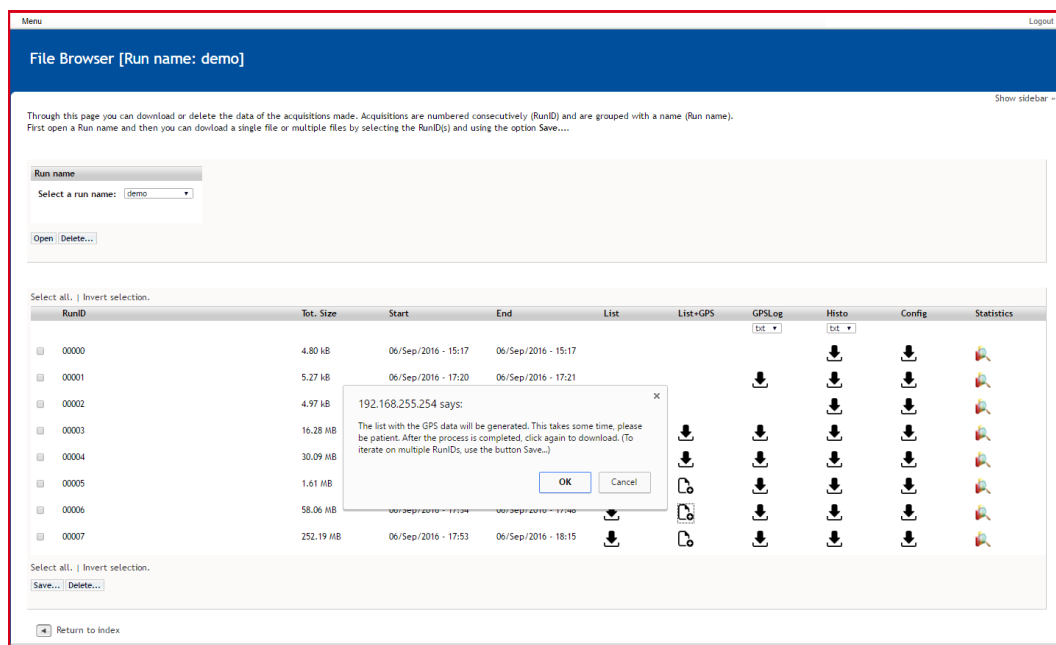 Menu Logout
File Browser [Run name: demo]
Show sidebar »
Through this page you can download or delete the data of the acquisitions made. Acquisitions are numbered consecutively (RunID) and are grouped with a name (Run name).
First open a Run name and then you can dowload a single file or multiple files by selecting the RunID(s) and using the option Save....
Run name
Select a run name: demo
Open Delete...
Select all. | Invert selection.
RunID Tot. Size Start End List List+GPS GPSLog Histo Config Statistics
txt txt
00000 4.80 kB 06/Sep/2016 - 15:17 06/Sep/2016 - 15:17
00001 5.27 kB 06/Sep/2016 - 17:20 06/Sep/2016 - 17:21
00002 4.97 kB
00003 16.28 MB
00004 30.09 MB
00005 1.61 MB
00006 58.06 MB 06/Sep/2016 - 17:34 06/Sep/2016 - 17:48
00007 252.19 MB 06/Sep/2016 - 17:53 06/Sep/2016 - 18:15
192.168.255.254 says:
The list with the GPS data will be generated. This takes some time, please
be patient. After the process is completed, click again to download. (To
iterate on multiple RunIDs, use the button Save...)
OK Cancel
Select all. | Invert selection.
Save... Delete...
Return to index